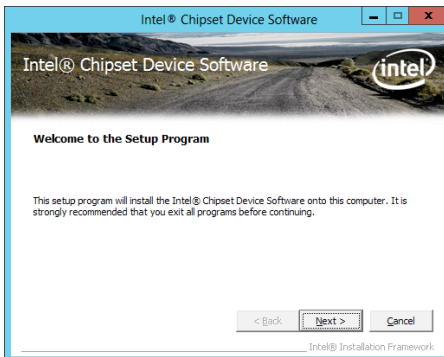 Intel® Chipset Device Software
Intel® Chipset Device Software
intel
Welcome to the Setup Program
This setup program will install the Intel® Chipset Device Software onto this computer. It is
strongly recommended that you exit all programs before continuing.
< Back Next > Cancel
Intel® Installation Framework